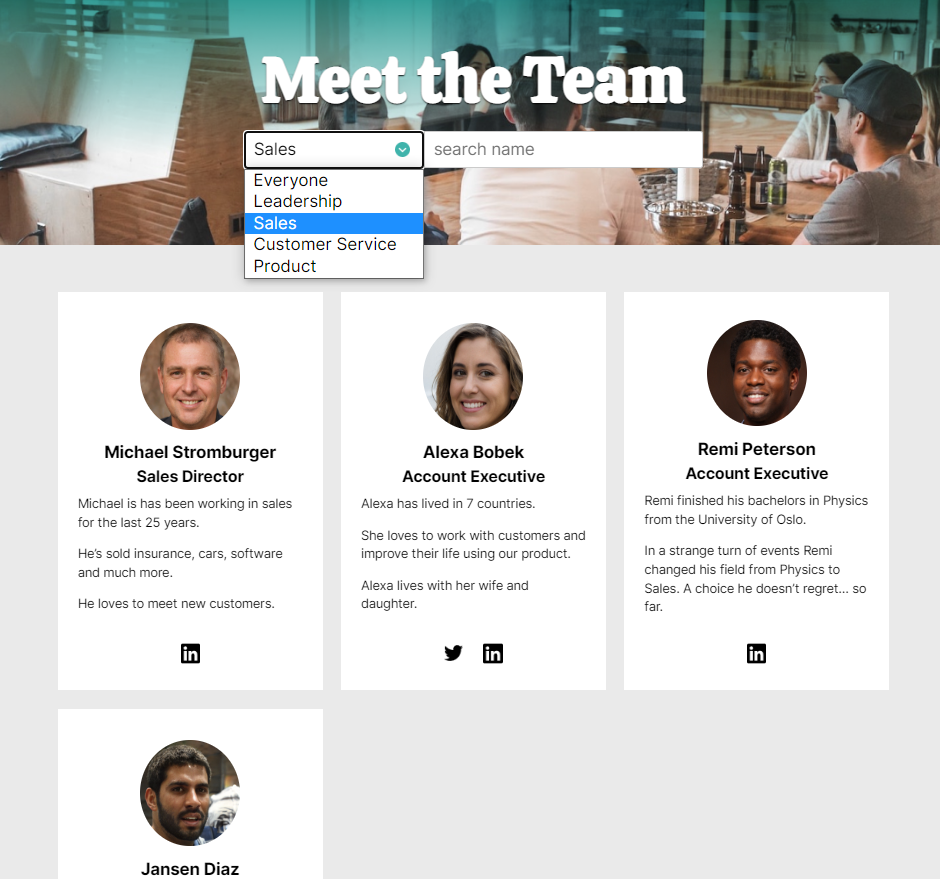 Meet the Team
Sales
search name
Everyone
Leadership
Sales
Customer Service
Product
Michael Stromburger
Sales Director
Michael is has been working in sales
for the last 25 years.
He’s sold insurance, cars, software
and much more.
He loves to meet new customers.
in
Alexa Bobek
Account Executive
Alexa has lived in 7 countries.
She loves to work with customers and
improve their life using our product.
Alexa lives with her wife and
daughter.
in
Remi Peterson
Account Executive
Remi finished his bachelors in Physics
from the University of Oslo.
In a strange turn of events Remi
changed his field from Physics to
Sales. A choice he doesn’t regret... so
far.
in
Jansen Diaz